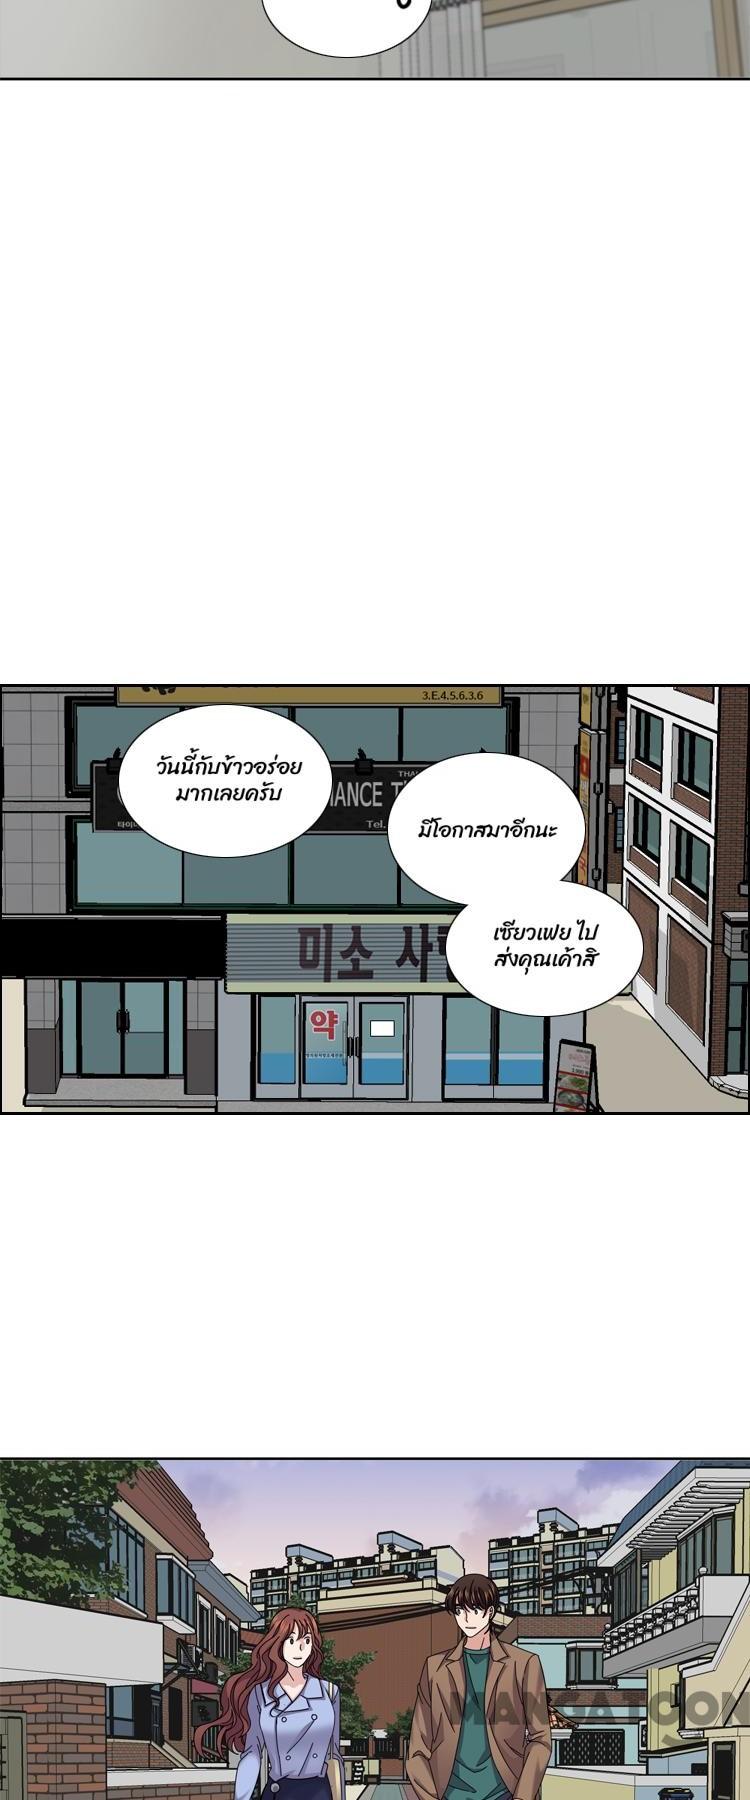 3.E.4.5.6.3.6
วันนี้กับข้าวอร่อย
มากเลยครับ
มีโอกาสมาอีกนะ
เซียวเฟย ไป
ส่งคุณเค้าสิ
Tel.
미소 사
약
MANGATOON